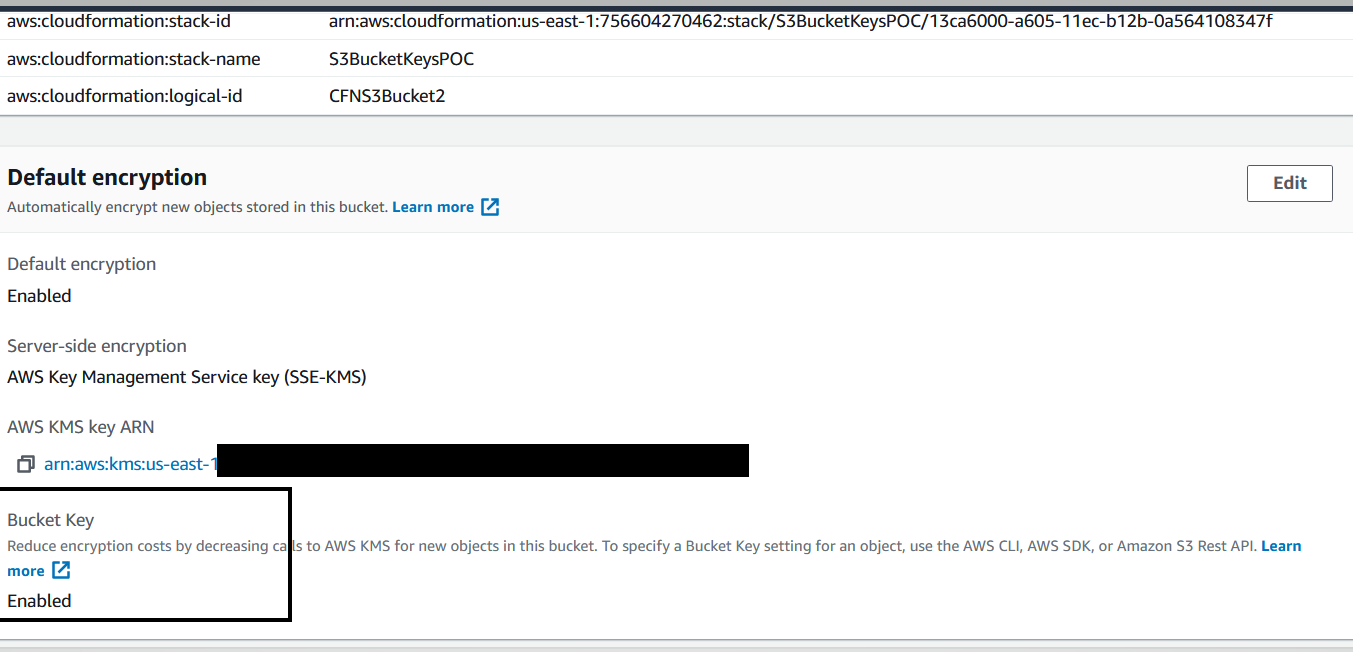 aws:cloudformation:stack-id arn:aws:cloudformation:us-east-1:756604270462:stack/S3BucketKeysPOC/13ca6000-a605-11ec-b12b-0a564108347f
aws:cloudformation:stack-name S3BucketKeysPOC
aws:cloudformation:logical-id CFNS3Bucket2
Default encryption
Edit
Automatically encrypt new objects stored in this bucket. Learn more
Default encryption
Enabled
Server-side encryption
AWS Key Management Service key (SSE-KMS)
AWS KMS key ARN
arn:aws:kms:us-east-1
Bucket Key
Reduce encryption costs by decreasing calls to AWS KMS for new objects in this bucket. To specify a Bucket Key setting for an object, use the AWS CLI, AWS SDK, or Amazon S3 Rest API. Learn
more
Enabled